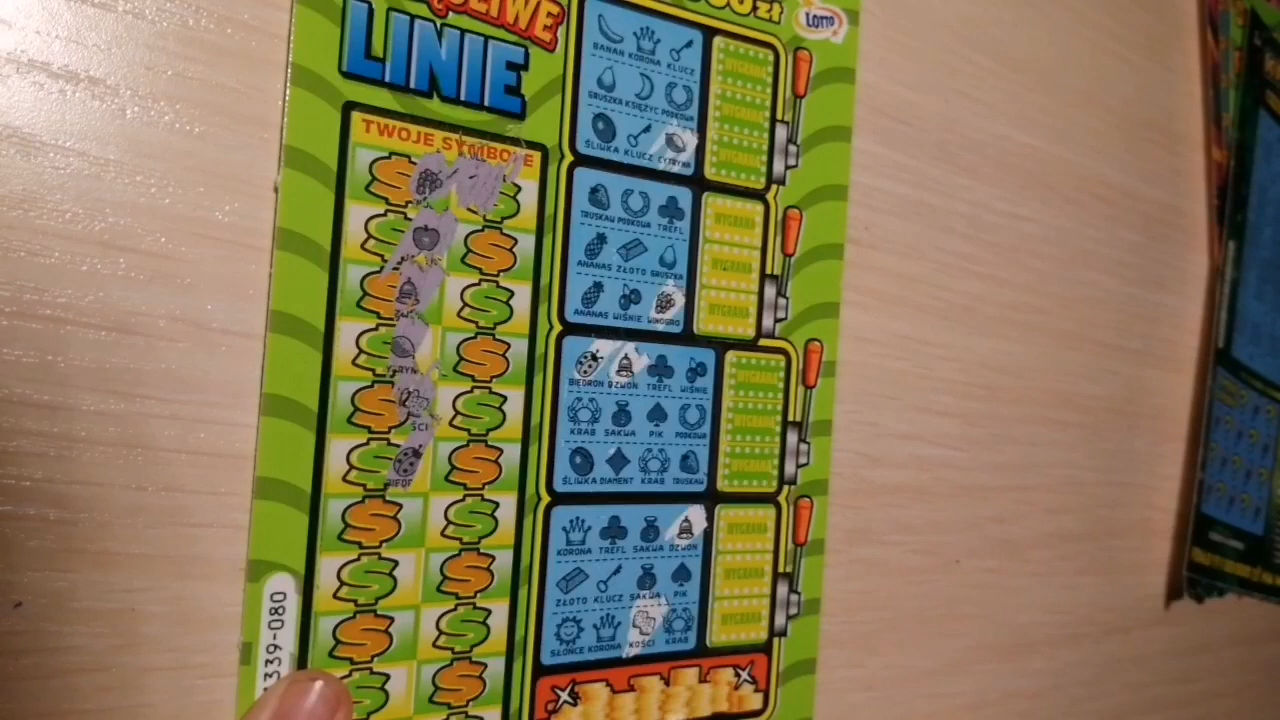 LINIE
LOTTO
TWOJE SYMBOLE
BANAN KORONA KLUCZ
GRUSZKA KSIĘŻYC PODKOWA
ŚLIWKA KLUCZ CYTRYNA
WYGRANA
WYGRANA
WYGRANA
TRUSKAW PODKOWA TREFL
ANANAS ZŁOTO GRUSZKA
ANANAS WIŚNIE WINOGRO
WYGRANA
WYGRANA
WYGRANA
BIEDRON DZWON TREFL WIŚNIE
KRAB SAKWA PIK PODKOWA
ŚLIWKA DIAMENT KRAB TRUSKAW
WYGRANA
WYGRANA
WYGRANA
KORONA TREFL SAKWA DZWON
ZŁOTO KLUCZ SAKWA PIK
SŁOŃCE KORONA KOŚCI KRAB
WYGRANA
WYGRANA
WYGRANA
339-080